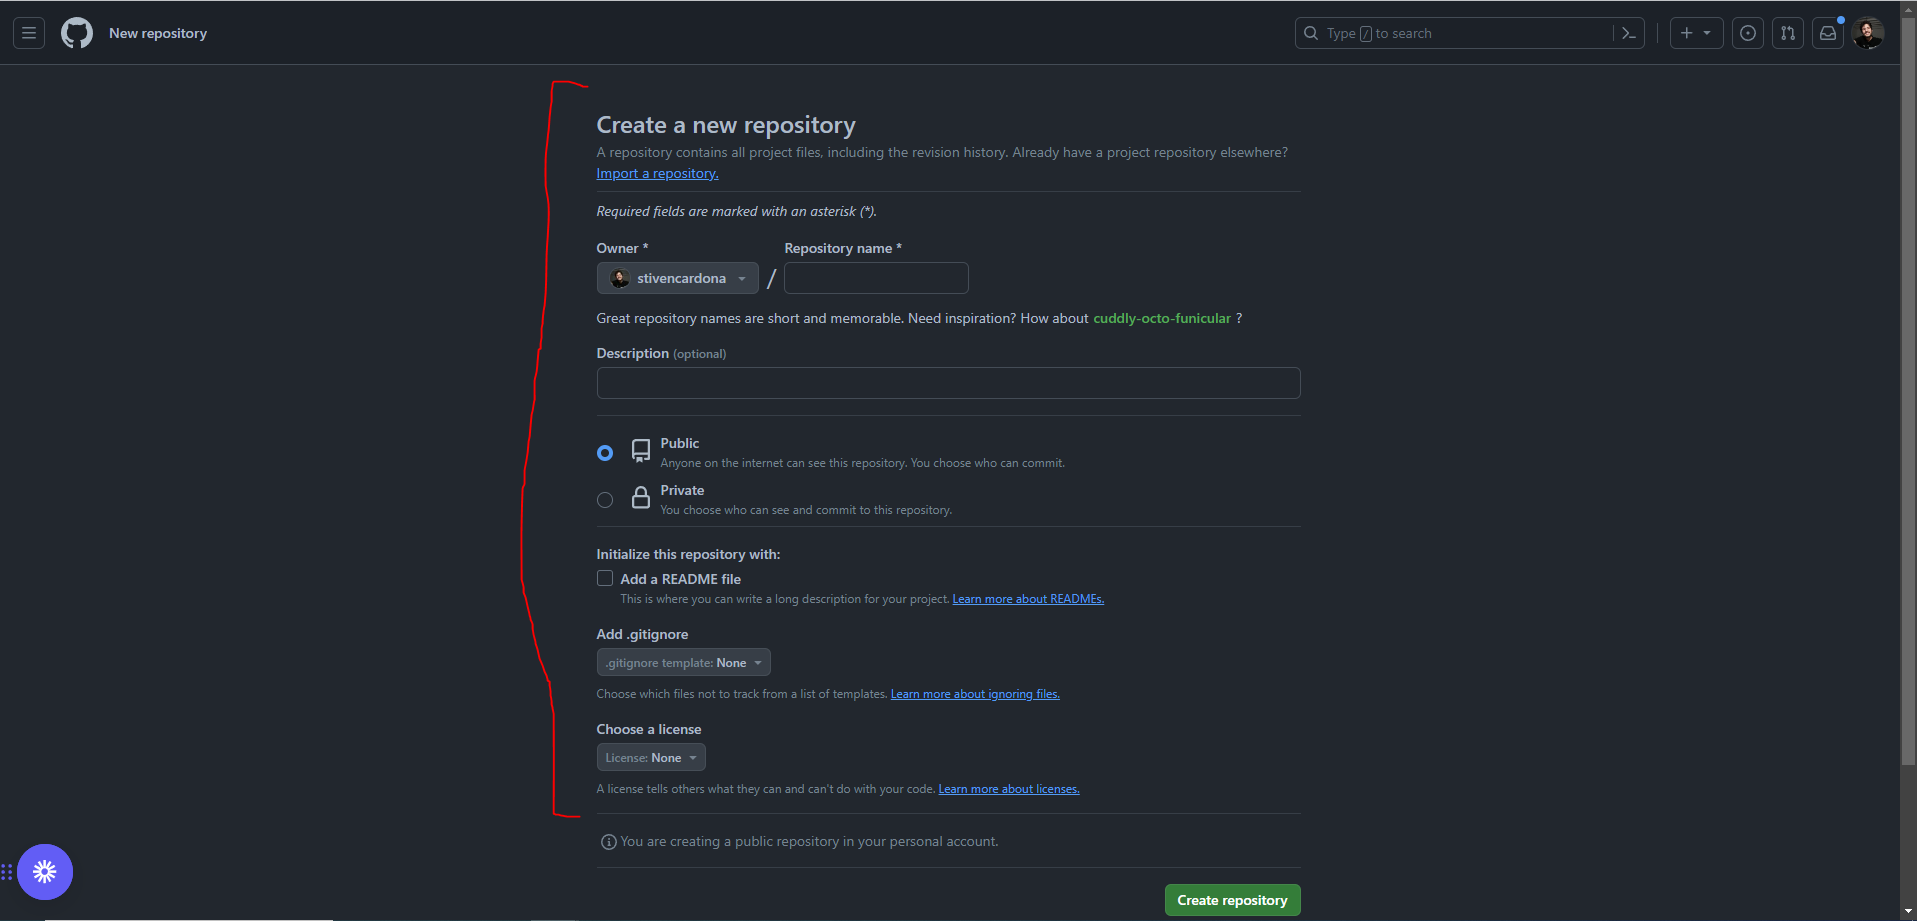 New repository
Type / to search
Create a new repository
A repository contains all project files, including the revision history. Already have a project repository elsewhere?
Import a repository.
Required fields are marked with an asterisk (*).
Owner * Repository name *
stivencardona /
Great repository names are short and memorable. Need inspiration? How about cuddly-octo-funicular ?
Description (optional)
Public
Anyone on the internet can see this repository. You choose who can commit.
Private
You choose who can see and commit to this repository.
Initialize this repository with:
Add a README file
This is where you can write a long description for your project. Learn more about READMEs.
Add .gitignore
.gitignore template: None
Choose which files not to track from a list of templates. Learn more about ignoring files.
Choose a license
License: None
A license tells others what they can and can't do with your code. Learn more about licenses.
You are creating a public repository in your personal account.
Create repository